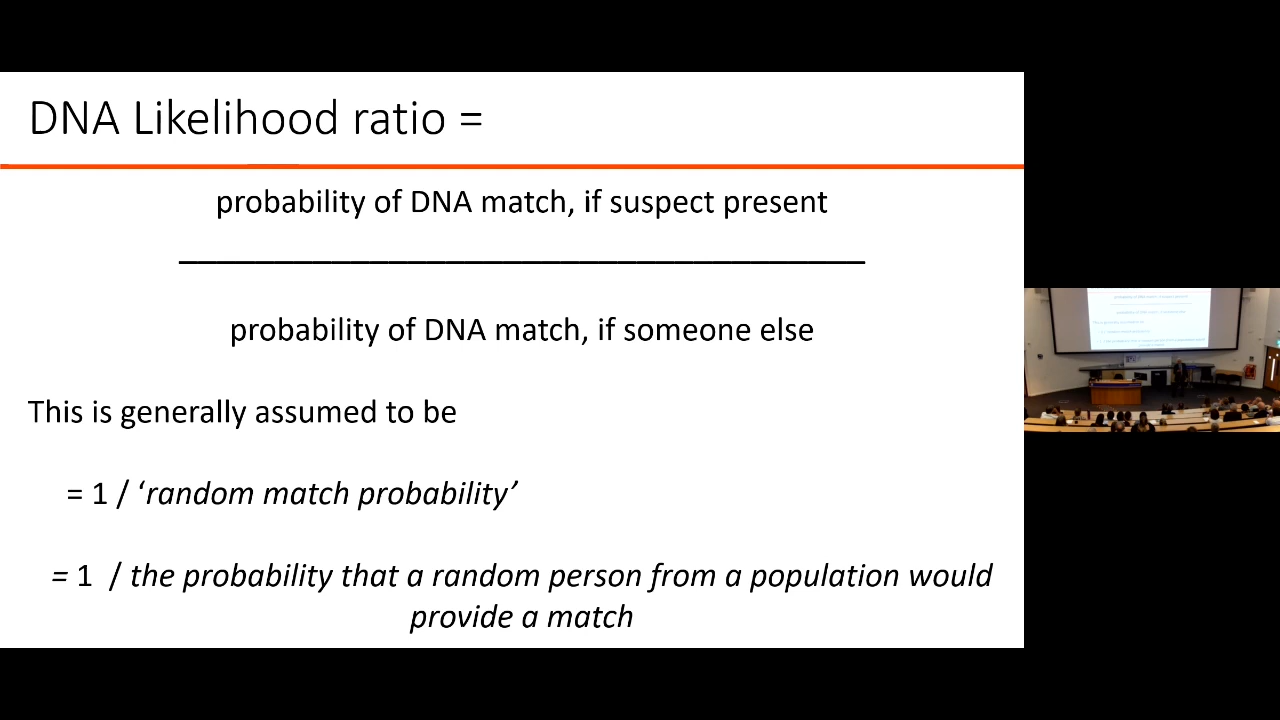 DNA Likelihood ratio =
probability of DNA match, if suspect present
probability of DNA match, if someone else
This is generally assumed to be
= 1 / ‘random match probability’
= 1 / the probability that a random person from a population would
provide a match